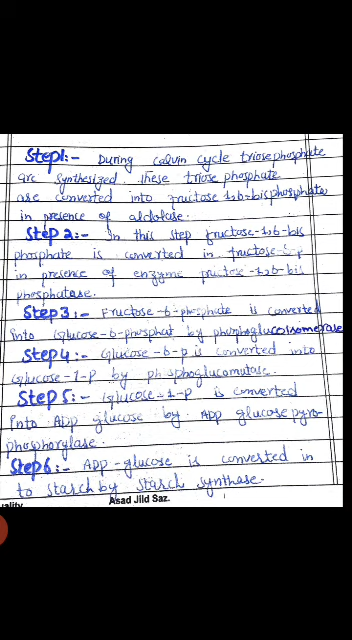 Step1:- During calvin cycle triosephosphate
are synthesized. These triose phosphate
are converted into fructose 1,6-bisphosphate
in presence of aldolase.
Step 2:- In this step fructose-1,6-bis
phosphate is converted in fructose-6-p
in presence of enzyme fructose-1,6-bis
phosphatase.
Step 3:- Fructose-6-phosphate is converted
Into Glucose-6-phosphat by phosphoglucoisomerase
Step 4:- Glucose-6-p is converted into
Glucose-1-P by phosphoglucomutase.
Step 5:- Glucose-1-P is converted
Into ADP glucose by ADP glucose pyro-
phosphorylase.
Step 6:- ADP-glucose is converted in
to starch by starch synthase.
uality
Asad Jild Saz.